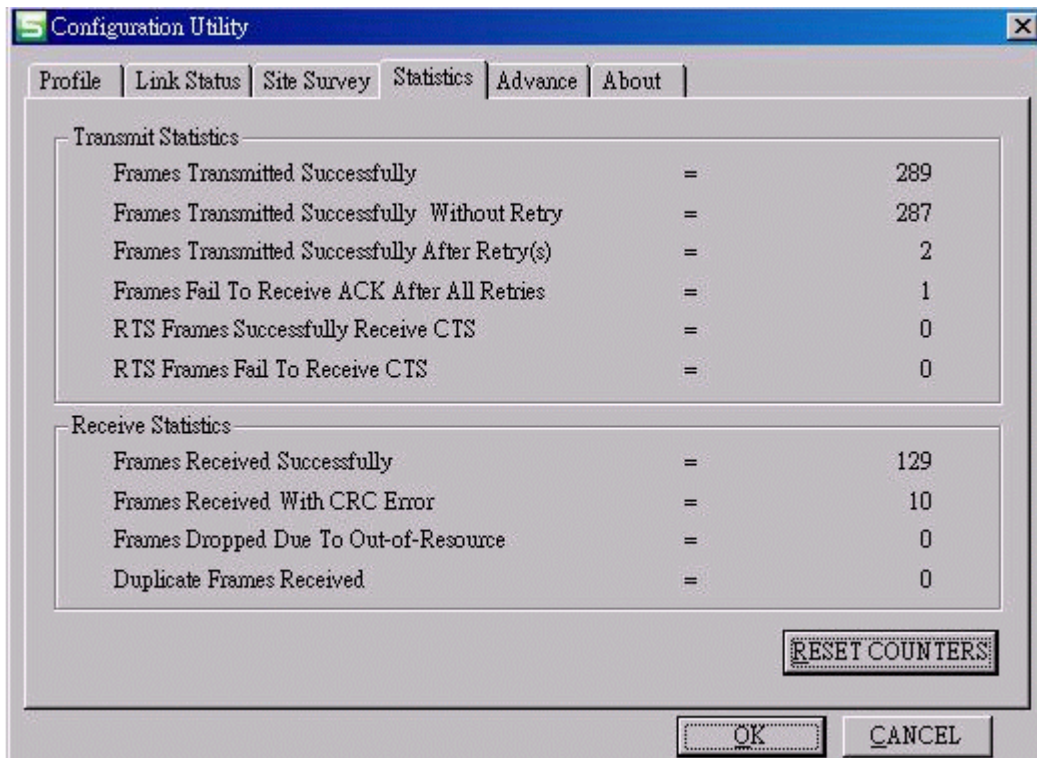 Configuration Utility
Profile Link Status Site Survey Statistics Advance About
Transmit Statistics
Frames Transmitted Successfully = 289
Frames Transmitted Successfully Without Retry = 287
Frames Transmitted Successfully After Retry(s) = 2
Frames Fail To Receive ACK After All Retries = 1
RTS Frames Successfully Receive CTS = 0
RTS Frames Fail To Receive CTS = 0
Receive Statistics
Frames Received Successfully = 129
Frames Received With CRC Error = 10
Frames Dropped Due To Out-of-Resource = 0
Duplicate Frames Received = 0
RESET COUNTERS
OK CANCEL